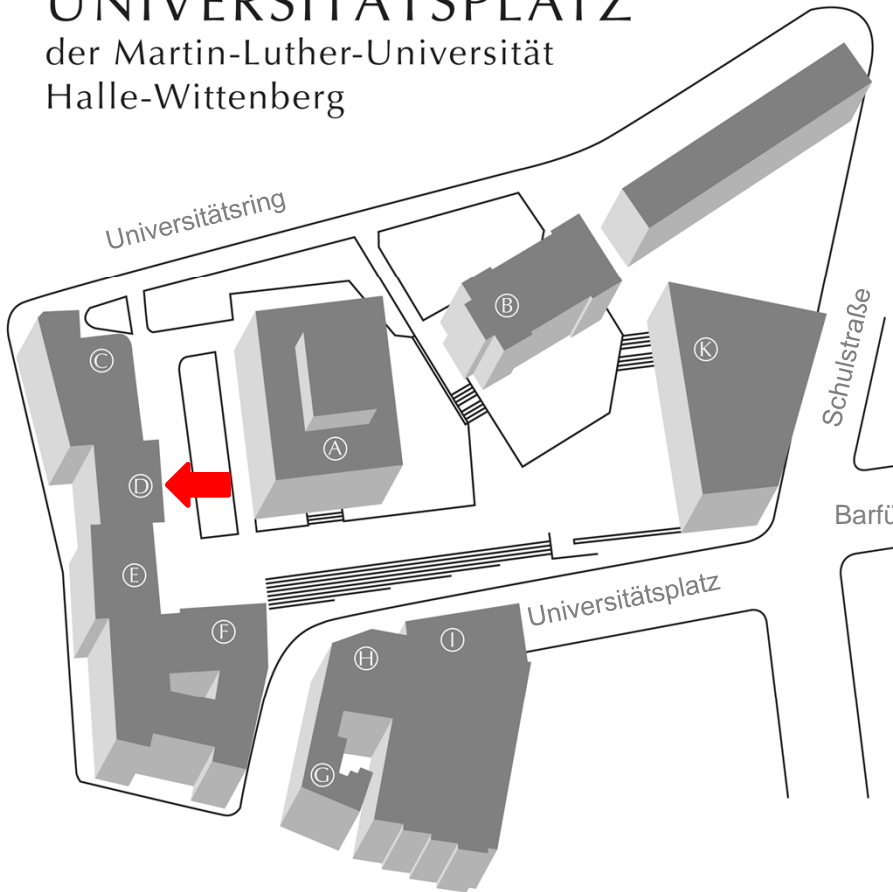 UNIVERSITÄTSPLATZ
der Martin-Luther-Universität
Halle-Wittenberg
Universitätsring
B
C
K
Schulstraße
A
D
Barfü
E
Universitätsplatz
F
I
H
G